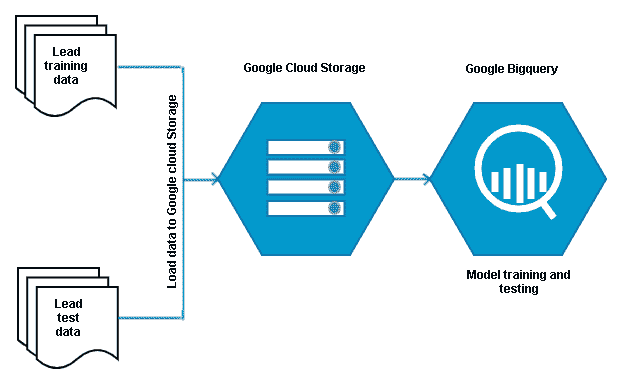 Lead
training
data
Load data to Google cloud Storage
Google Cloud Storage
Google Bigquery
Lead
test
data
Model training and
testing